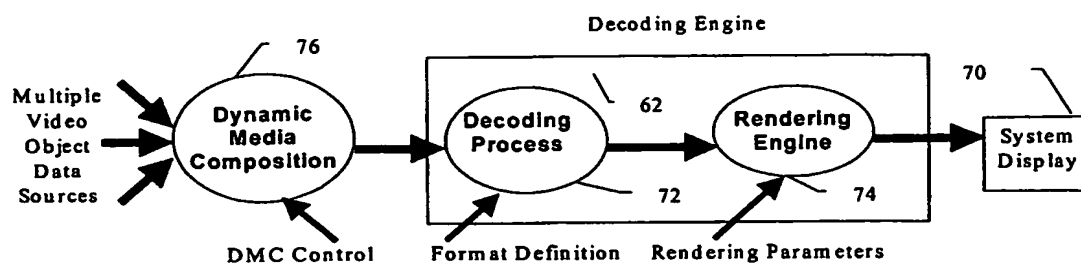 Decoding Engine
76
70
Multiple
Video
Object
Data
Sources
Dynamic
Media
Composition
Decoding
Process
62
Rendering
Engine
System
Display
72
74
DMC Control
Format Definition
Rendering Parameters